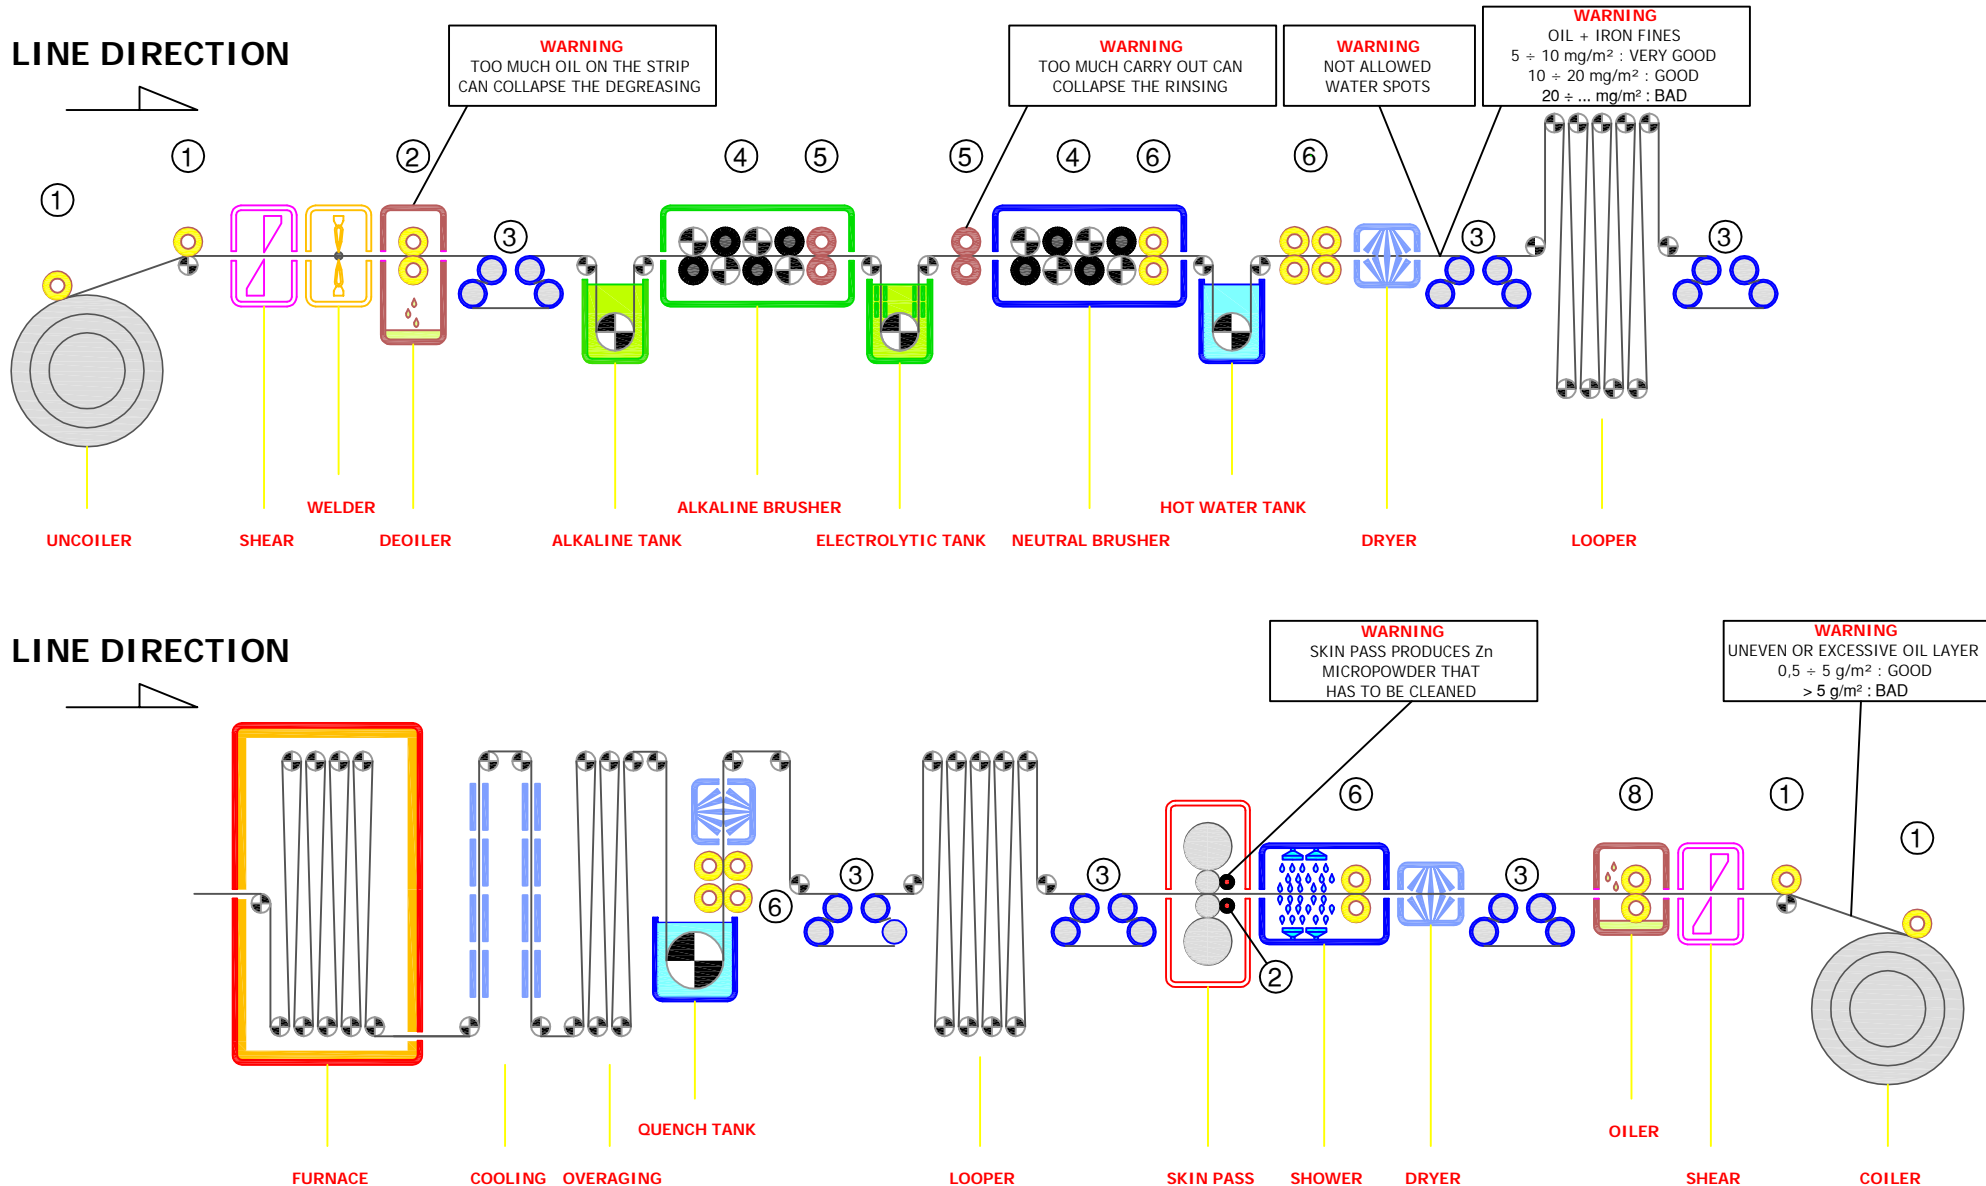 LINE DIRECTION
WARNING
TOO MUCH OIL ON THE STRIP
CAN COLLAPSE THE DEGREASING
WARNING
TOO MUCH CARRY OUT CAN
COLLAPSE THE RINSING
WARNING
NOT ALLOWED
WATER SPOTS
WARNING
OIL + IRON FINES
5 ÷ 10 mg/m² : VERY GOOD
10 ÷ 20 mg/m² : GOOD
20 ÷ ... mg/m² : BAD
1
1
2
3
4
5
5
4
6
6
3
3
WELDER
ALKALINE BRUSHER
HOT WATER TANK
UNCOILER
SHEAR
DEOILER
ALKALINE TANK
ELECTROLYTIC TANK
NEUTRAL BRUSHER
DRYER
LOOPER
LINE DIRECTION
WARNING
SKIN PASS PRODUCES Zn
MICROPOWDER THAT
HAS TO BE CLEANED
WARNING
UNEVEN OR EXCESSIVE OIL LAYER
0,5 ÷ 5 g/m² : GOOD
> 5 g/m² : BAD
6
3
3
2
6
3
8
1
1
QUENCH TANK
OILER
FURNACE
COOLING
OVERAGING
LOOPER
SKIN PASS
SHOWER
DRYER
SHEAR
COILER